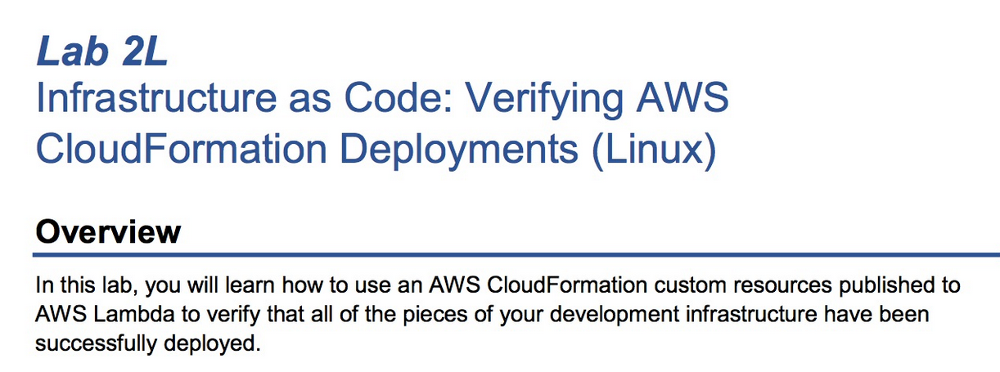 Lab 2L
Infrastructure as Code: Verifying AWS
CloudFormation Deployments (Linux)
Overview
In this lab, you will learn how to use an AWS CloudFormation custom resources published to
AWS Lambda to verify that all of the pieces of your development infrastructure have been
successfully deployed.